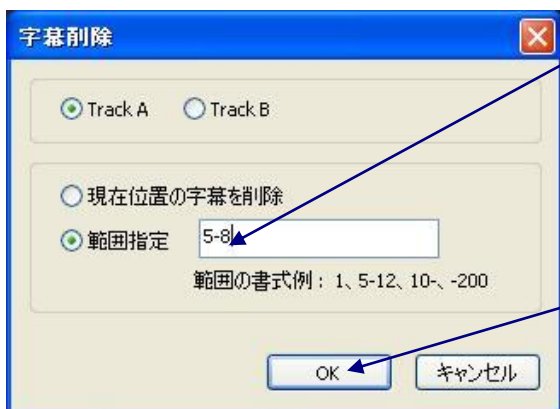 字幕削除
Track A Track B
現在位置の字幕を削除
範囲指定 5-8
範囲の書式例： 1、5-12、10-、-200
OK キャンセル